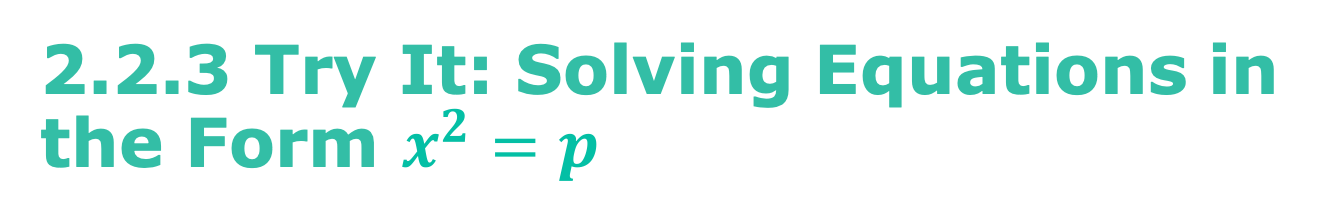 2.2.3 Try It: Solving Equations in
the Form x² = p